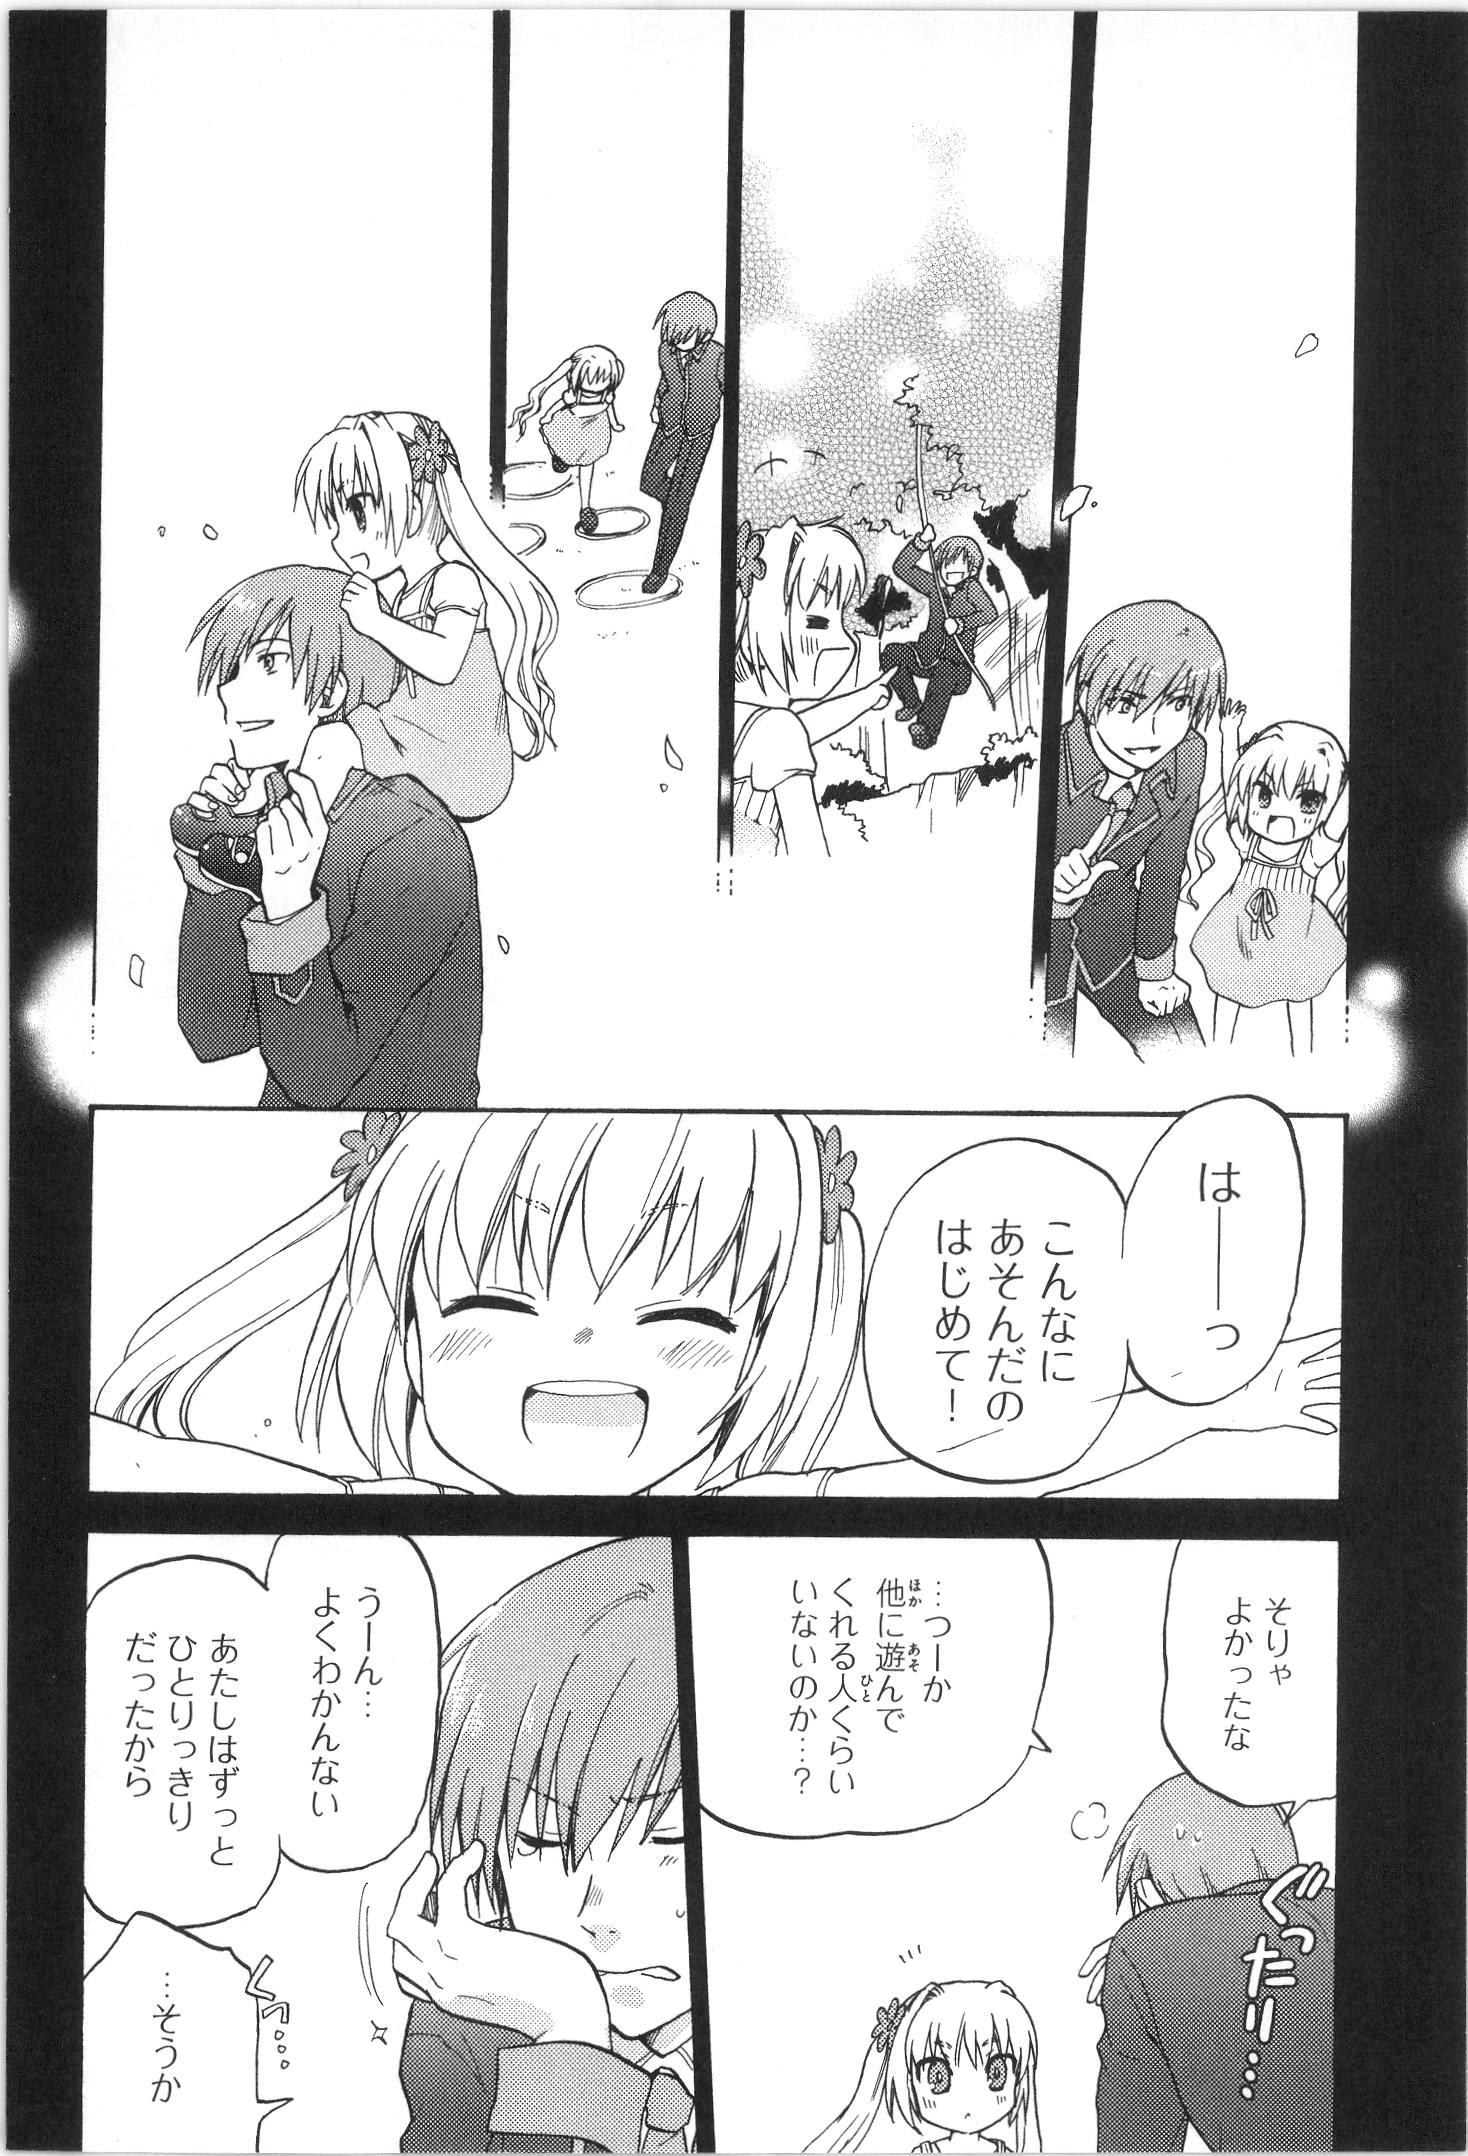 はーーっ
こんなに
あそんだの
はじめて！
そりゃ
よかったな
ぐったり…
…つーか
他に遊んで
くれる人くらい
いないのか…？
うーん…
よくわかんない
あたしはずっと
ひとりっきり
だったから
くっ…
…そうか